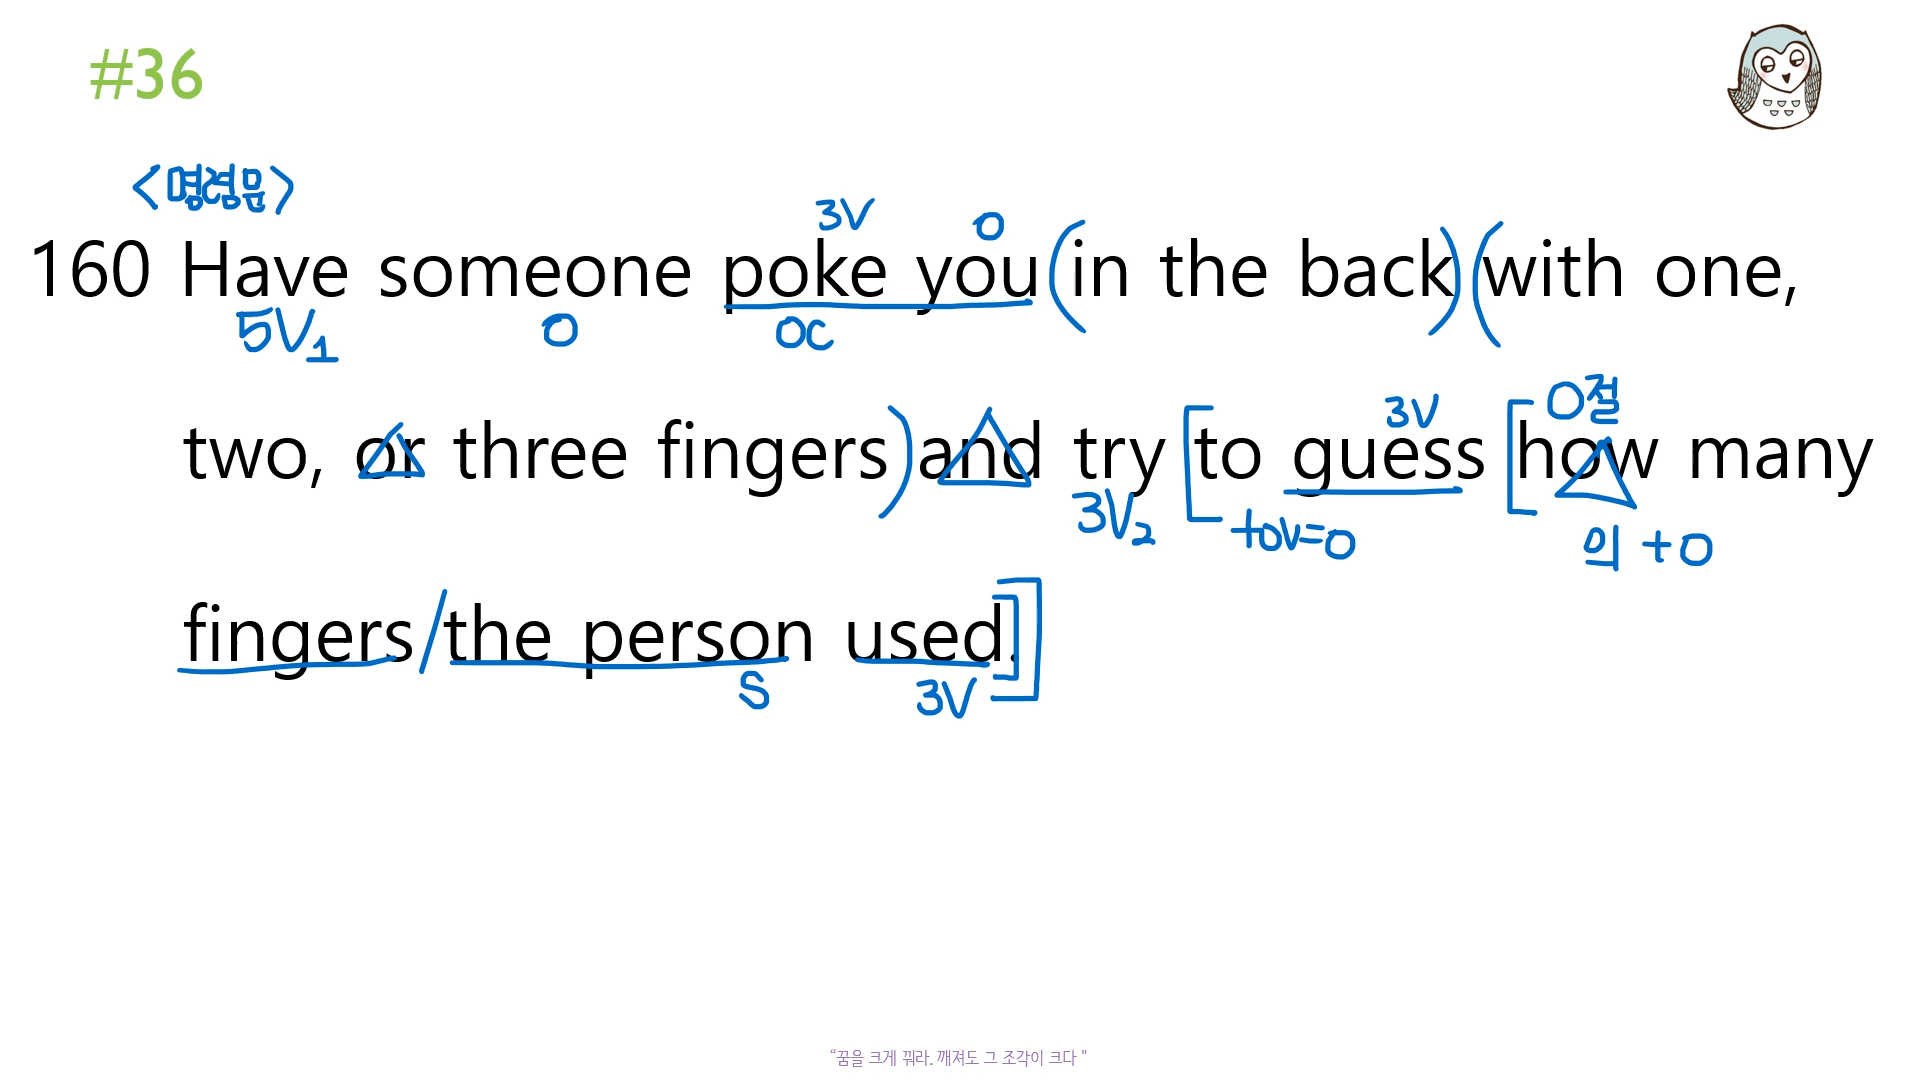 #36
<명령문>
3V O
160 Have someone poke you (in the back) (with one,
5V1 O OC
3V O절
two, or three fingers) and try [to guess [how many
3V2 toV=O 의+O
fingers / the person used.]]
S 3V
“꿈을 크게 꿔라. 깨져도 그 조각이 크다 "